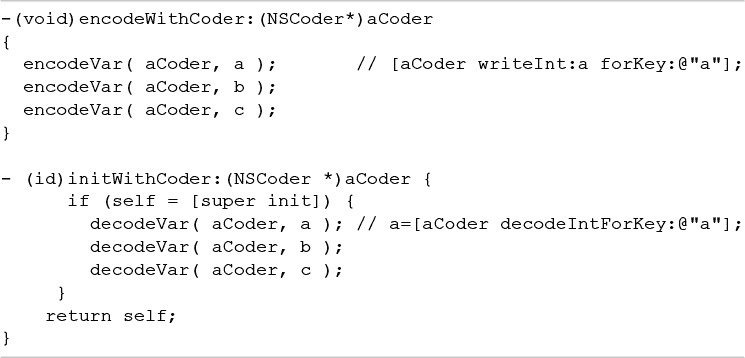 -(void)encodeWithCoder:(NSCoder*)aCoder
{
  encodeVar( aCoder, a );       // [aCoder writeInt:a forKey:@"a"];
  encodeVar( aCoder, b );
  encodeVar( aCoder, c );
}

- (id)initWithCoder:(NSCoder *)aCoder {
      if (self = [super init]) {
        decodeVar( aCoder, a ); // a=[aCoder decodeIntForKey:@"a"];
        decodeVar( aCoder, b );
        decodeVar( aCoder, c );
     }
    return self;
}